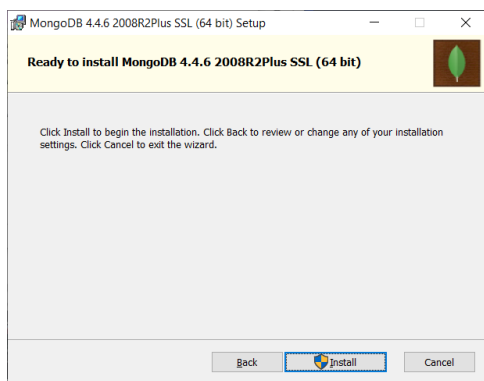 MongoDB 4.4.6 2008R2Plus SSL (64 bit) Setup
Ready to install MongoDB 4.4.6 2008R2Plus SSL (64 bit)
Click Install to begin the installation. Click Back to review or change any of your installation
settings. Click Cancel to exit the wizard.
Back Install Cancel